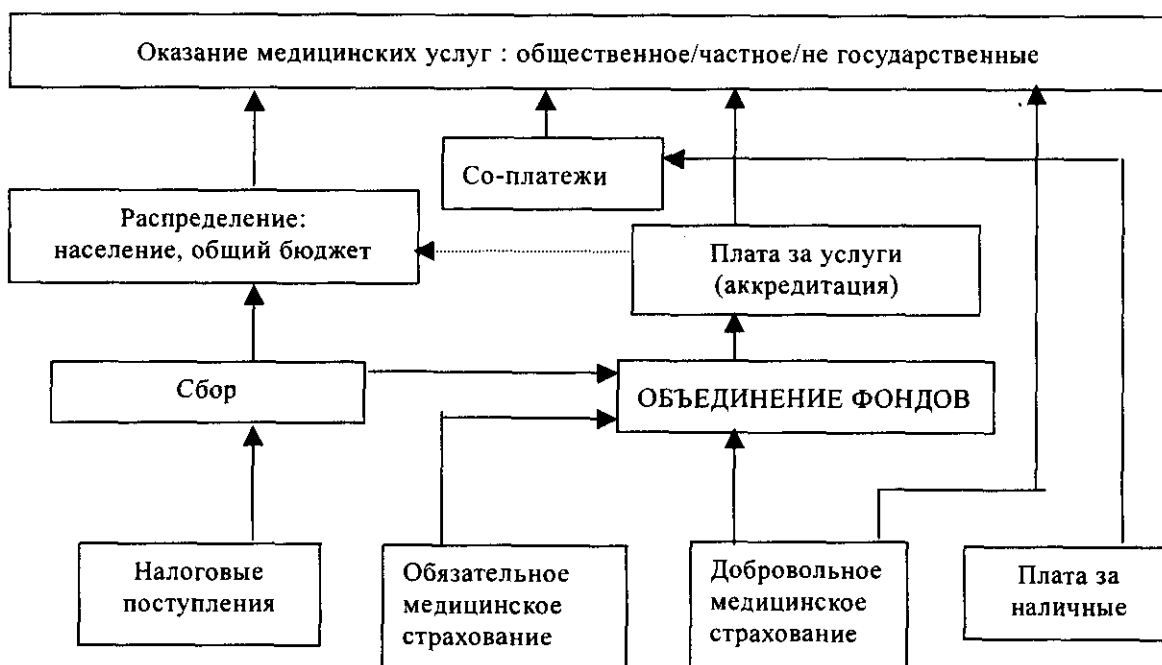 Оказание медицинских услуг : общественное/частное/не государственные
Со-платежи
Распределение:
население, общий бюджет
Плата за услуги
(аккредитация)
Сбор
ОБЪЕДИНЕНИЕ ФОНДОВ
Налоговые
поступления
Обязательное
медицинское
страхование
Добровольное
медицинское
страхование
Плата за
наличные